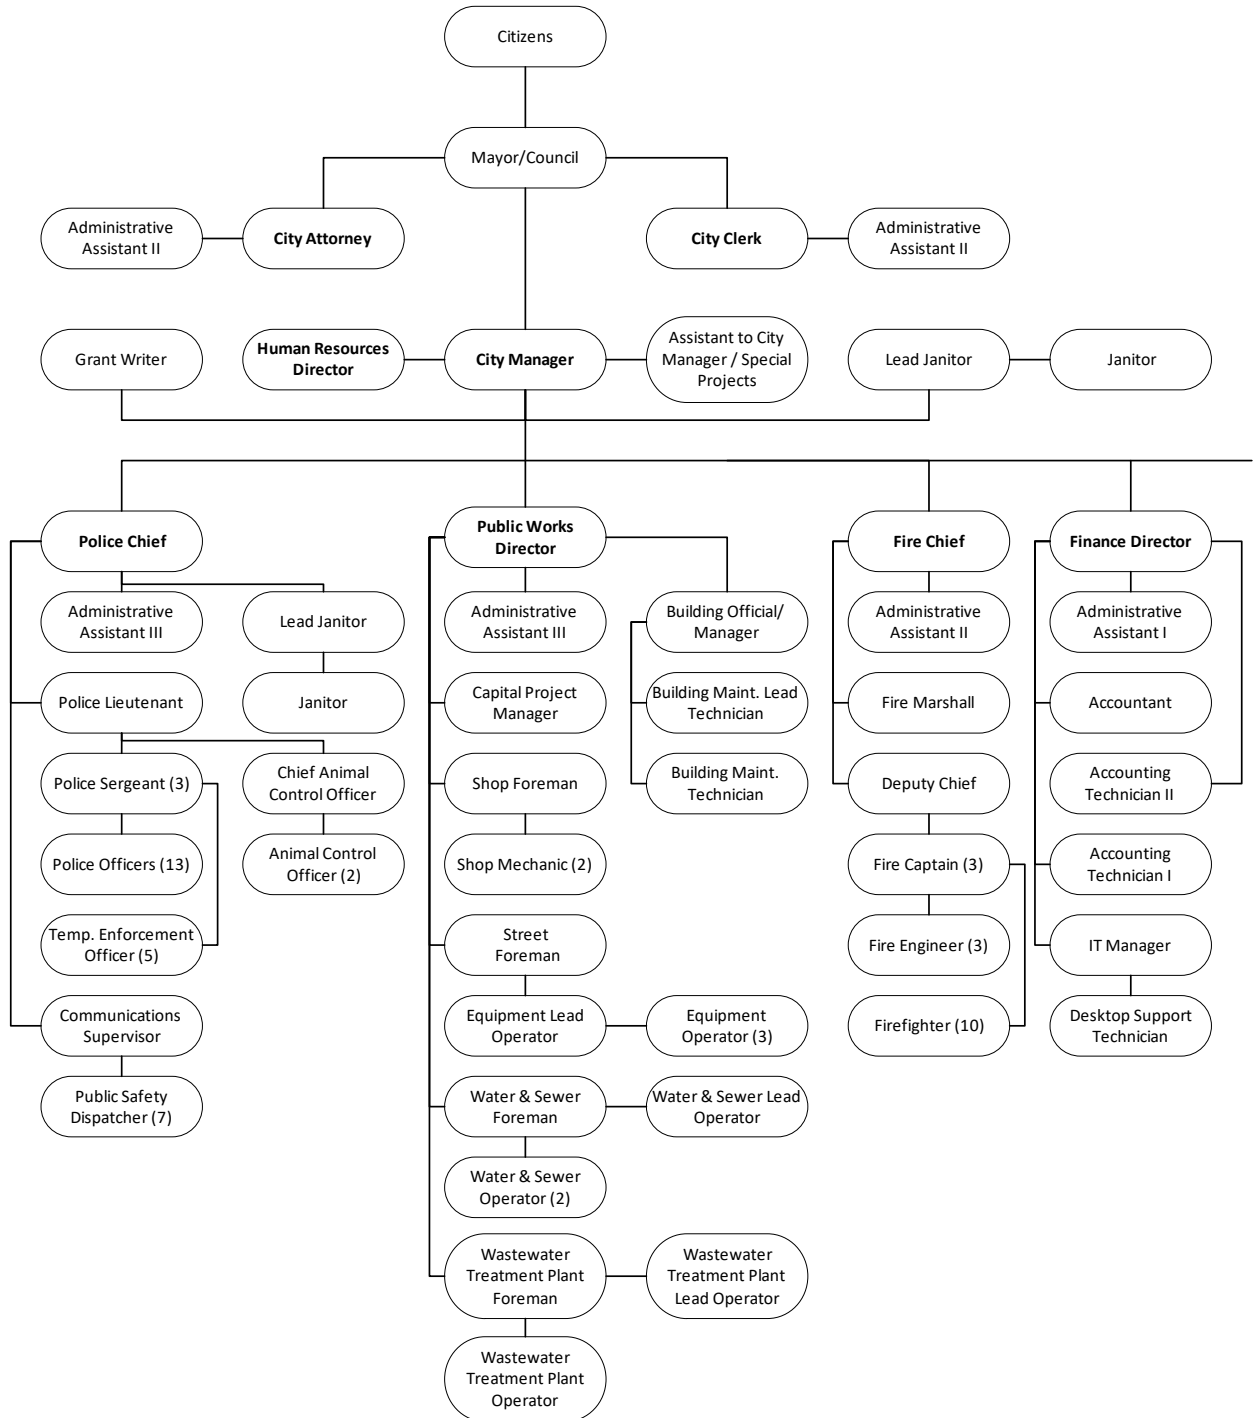 Citizens
Mayor/Council
Administrative
Assistant II
City Attorney
City Clerk
Administrative
Assistant II
Grant Writer
Human Resources
Director
City Manager
Assistant to City
Manager / Special
Projects
Lead Janitor
Janitor
Police Chief
Public Works
Director
Fire Chief
Finance Director
Administrative
Assistant III
Lead Janitor
Administrative
Assistant III
Building Official/
Manager
Administrative
Assistant II
Administrative
Assistant I
Police Lieutenant
Janitor
Capital Project
Manager
Building Maint. Lead
Technician
Fire Marshall
Accountant
Police Sergeant (3)
Chief Animal
Control Officer
Shop Foreman
Building Maint.
Technician
Deputy Chief
Accounting
Technician II
Police Officers (13)
Animal Control
Officer (2)
Shop Mechanic (2)
Fire Captain (3)
Accounting
Technician I
Temp. Enforcement
Officer (5)
Street
Foreman
Fire Engineer (3)
IT Manager
Communications
Supervisor
Equipment Lead
Operator
Equipment
Operator (3)
Firefighter (10)
Desktop Support
Technician
Public Safety
Dispatcher (7)
Water & Sewer
Foreman
Water & Sewer Lead
Operator
Water & Sewer
Operator (2)
Wastewater
Treatment Plant
Foreman
Wastewater
Treatment Plant
Lead Operator
Wastewater
Treatment Plant
Operator